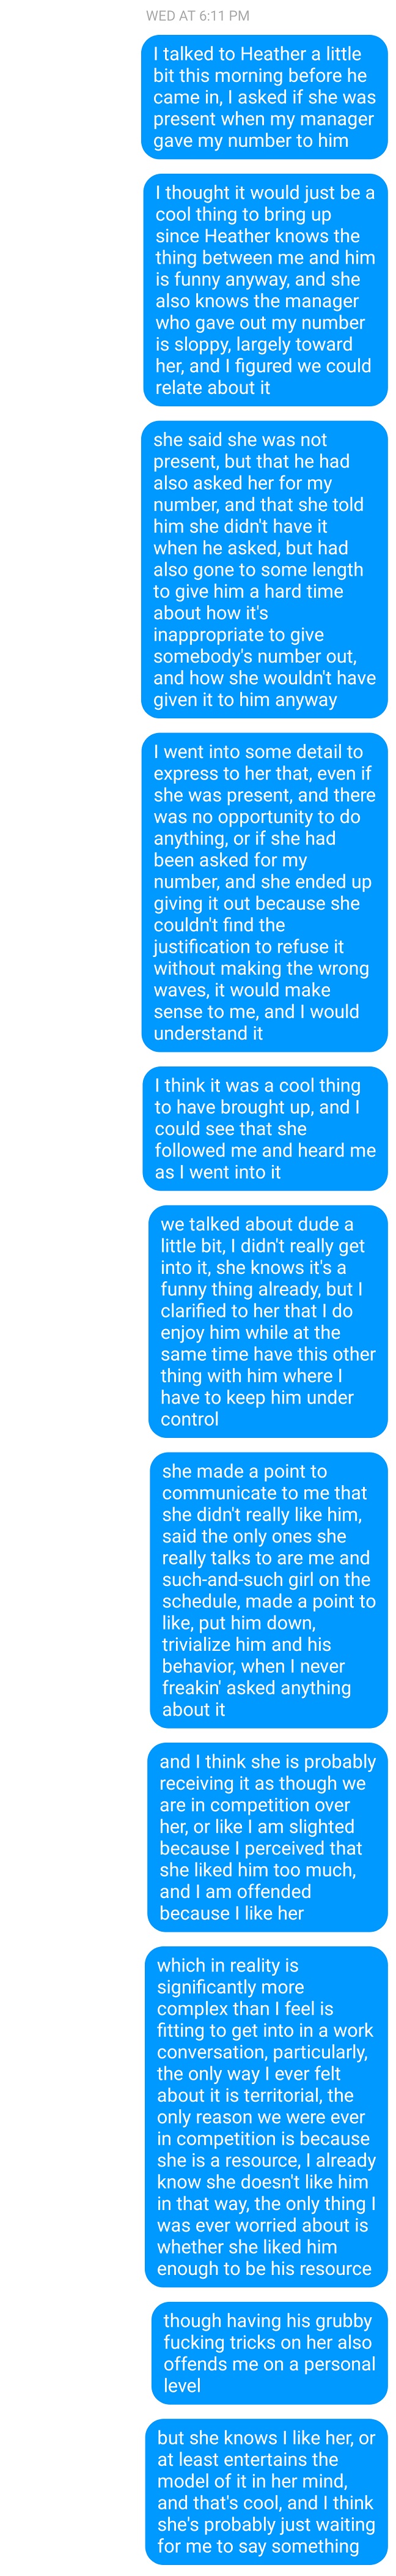 WED AT 6:11 PM
I talked to Heather a little
bit this morning before he
came in, I asked if she was
present when my manager
gave my number to him
I thought it would just be a
cool thing to bring up
since Heather knows the
thing between me and him
is funny anyway, and she
also knows the manager
who gave out my number
is sloppy, largely toward
her, and I figured we could
relate about it
she said she was not
present, but that he had
also asked her for my
number, and that she told
him she didn't have it
when he asked, but had
also gone to some length
to give him a hard time
about how it's
inappropriate to give
somebody's number out,
and how she wouldn't have
given it to him anyway
I went into some detail to
express to her that, even if
she was present, and there
was no opportunity to do
anything, or if she had
been asked for my
number, and she ended up
giving it out because she
couldn't find the
justification to refuse it
without making the wrong
waves, it would make
sense to me, and I would
understand it
I think it was a cool thing
to have brought up, and I
could see that she
followed me and heard me
as I went into it
we talked about dude a
little bit, I didn't really get
into it, she knows it's a
funny thing already, but I
clarified to her that I do
enjoy him while at the
same time have this other
thing with him where I
have to keep him under
control
she made a point to
communicate to me that
she didn't really like him,
said the only ones she
really talks to are me and
such-and-such girl on the
schedule, made a point to
like, put him down,
trivialize him and his
behavior, when I never
freakin' asked anything
about it
and I think she is probably
receiving it as though we
are in competition over
her, or like I am slighted
because I perceived that
she liked him too much,
and I am offended
because I like her
which in reality is
significantly more
complex than I feel is
fitting to get into in a work
conversation, particularly,
the only way I ever felt
about it is territorial, the
only reason we were ever
in competition is because
she is a resource, I already
know she doesn't like him
in that way, the only thing I
was ever worried about is
whether she liked him
enough to be his resource
though having his grubby
fucking tricks on her also
offends me on a personal
level
but she knows I like her, or
at least entertains the
model of it in her mind,
and that's cool, and I think
she's probably just waiting
for me to say something